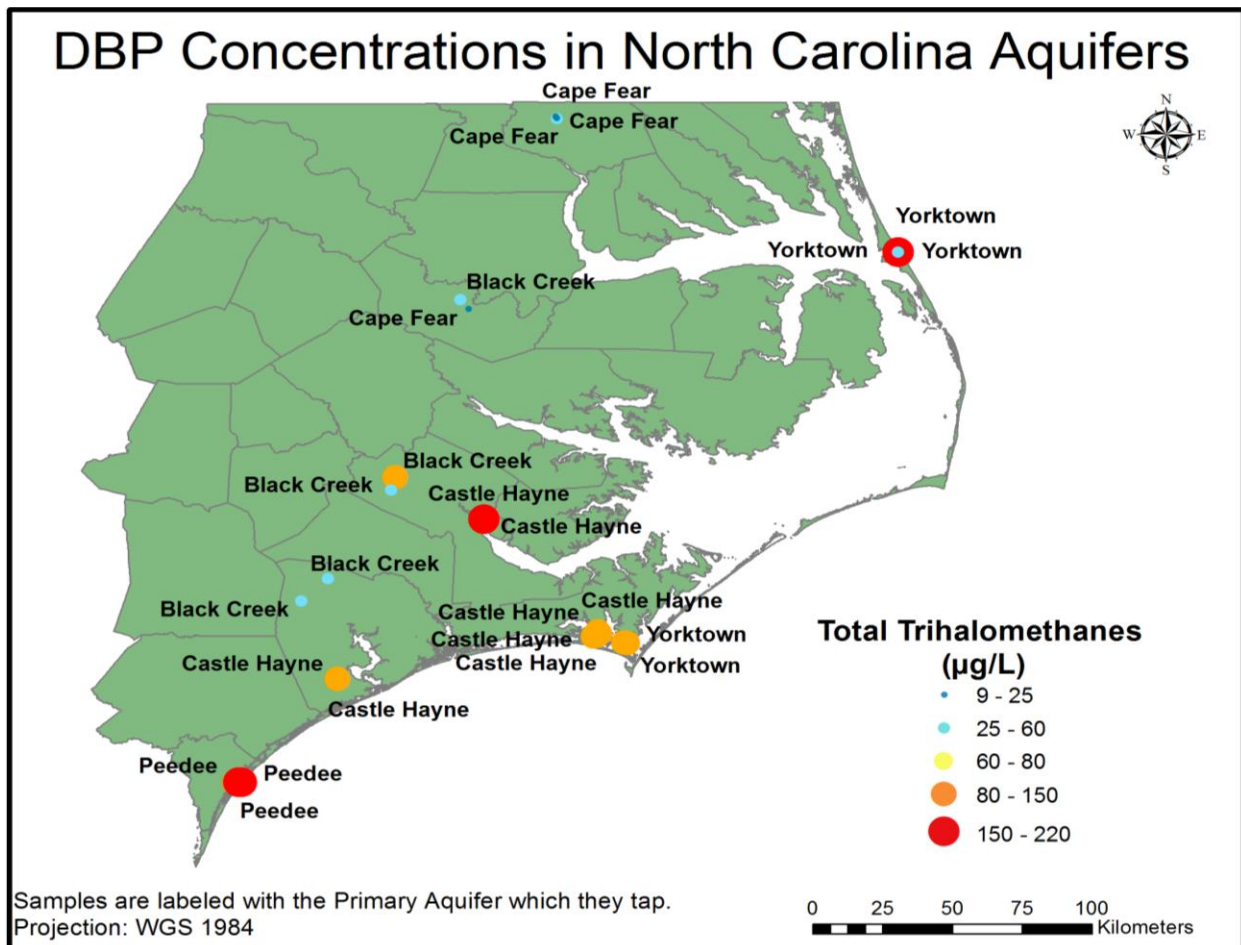 DBP Concentrations in North Carolina Aquifers
Cape Fear
Cape Fear
Cape Fear
N
W
E
S
Yorktown
Yorktown
Yorktown
Black Creek
Cape Fear
Black Creek
Black Creek
Castle Hayne
Castle Hayne
Black Creek
Black Creek
Castle Hayne
Castle Hayne
Castle Hayne
Yorktown
Castle Hayne
Yorktown
Castle Hayne
Castle Hayne
Peedee
Peedee
Peedee
Total Trihalomethanes
(µg/L)
9 - 25
25 - 60
60 - 80
80 - 150
150 - 220
Samples are labeled with the Primary Aquifer which they tap.
Projection: WGS 1984
0 25 50 75 100
Kilometers